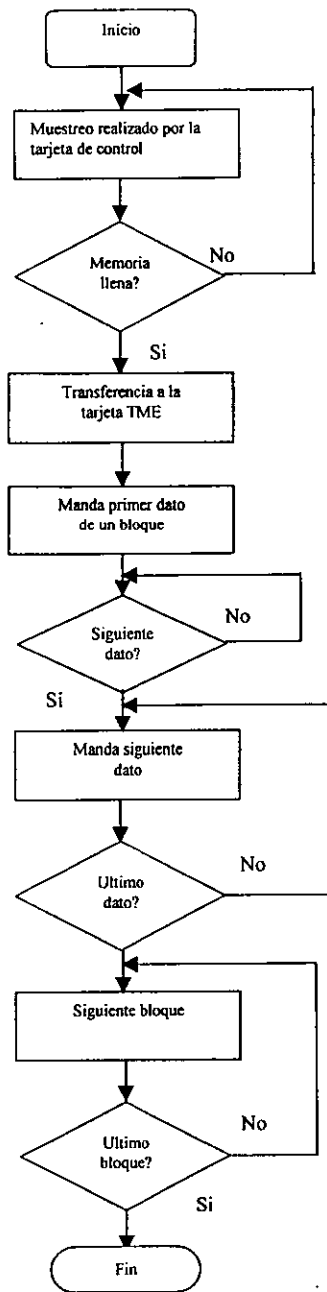 Inicio
Muestreo realizado por la
tarjeta de control
Memoria
llena?
No
Si
Transferencia a la
tarjeta TME
Manda primer dato
de un bloque
Siguiente
dato?
No
Sí
Manda siguiente
dato
Ultimo
dato?
No
Siguiente bloque
Ultimo
bloque?
No
Si
Fin